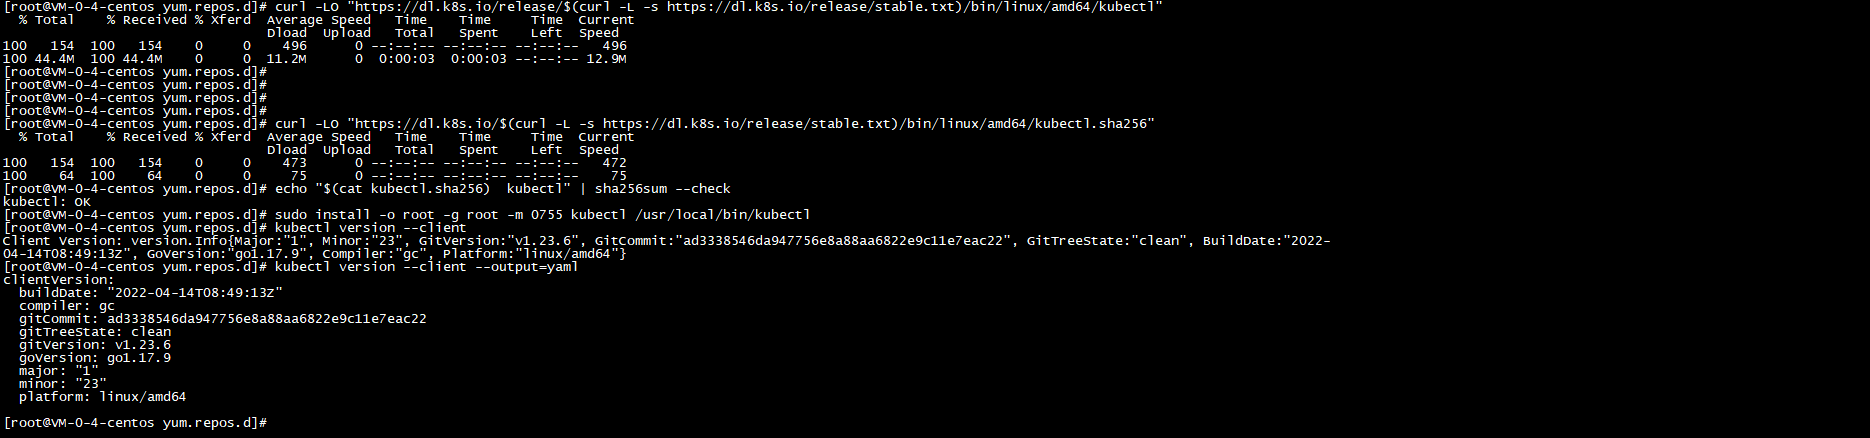 [root@VM-0-4-centos yum.repos.d]# curl -LO "https://dl.k8s.io/release/$(curl -L -s https://dl.k8s.io/release/stable.txt)/bin/linux/amd64/kubectl"
  % Total    % Received % Xferd  Average Speed   Time    Time     Time  Current
                                 Dload  Upload   Total   Spent    Left  Speed
100   154  100   154    0     0    496      0 --:--:-- --:--:-- --:--:--   496
100 44.4M  100 44.4M    0     0  11.2M      0  0:00:03  0:00:03 --:--:-- 12.9M
[root@VM-0-4-centos yum.repos.d]#
[root@VM-0-4-centos yum.repos.d]#
[root@VM-0-4-centos yum.repos.d]#
[root@VM-0-4-centos yum.repos.d]#
[root@VM-0-4-centos yum.repos.d]# curl -LO "https://dl.k8s.io/$(curl -L -s https://dl.k8s.io/release/stable.txt)/bin/linux/amd64/kubectl.sha256"
  % Total    % Received % Xferd  Average Speed   Time    Time     Time  Current
                                 Dload  Upload   Total   Spent    Left  Speed
100   154  100   154    0     0    473      0 --:--:-- --:--:-- --:--:--   472
100    64  100    64    0     0     75      0 --:--:-- --:--:-- --:--:--    75
[root@VM-0-4-centos yum.repos.d]# echo "$(cat kubectl.sha256)  kubectl" | sha256sum --check
kubectl: OK
[root@VM-0-4-centos yum.repos.d]# sudo install -o root -g root -m 0755 kubectl /usr/local/bin/kubectl
[root@VM-0-4-centos yum.repos.d]# kubectl version --client
Client Version: version.Info{Major:"1", Minor:"23", GitVersion:"v1.23.6", GitCommit:"ad3338546da947756e8a88aa6822e9c11e7eac22", GitTreeState:"clean", BuildDate:"2022-
04-14T08:49:13Z", GoVersion:"go1.17.9", Compiler:"gc", Platform:"linux/amd64"}
[root@VM-0-4-centos yum.repos.d]# kubectl version --client --output=yaml
clientVersion:
  buildDate: "2022-04-14T08:49:13Z"
  compiler: gc
  gitCommit: ad3338546da947756e8a88aa6822e9c11e7eac22
  gitTreeState: clean
  gitVersion: v1.23.6
  goVersion: go1.17.9
  major: "1"
  minor: "23"
  platform: linux/amd64
[root@VM-0-4-centos yum.repos.d]#